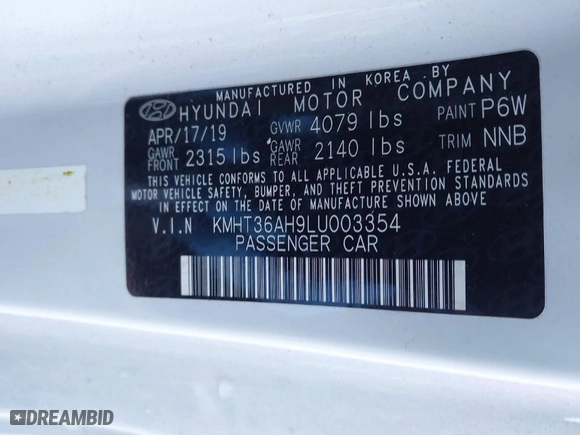 MANUFACTURED IN KOREA BY
HYUNDAI MOTOR COMPANY
APR/17/19 GVWR 4079 lbs PAINT P6W
GAWR FRONT 2315 lbs GAWR REAR 2140 lbs TRIM NNB
THIS VEHICLE CONFORMS TO ALL APPLICABLE U.S.A. FEDERAL
MOTOR VEHICLE SAFETY, BUMPER, AND THEFT PREVENTION STANDARDS
IN EFFECT ON THE DATE OF MANUFACTURE SHOWN ABOVE
V.I.N KMHT36AH9LU003354
PASSENGER CAR
DREAMBID